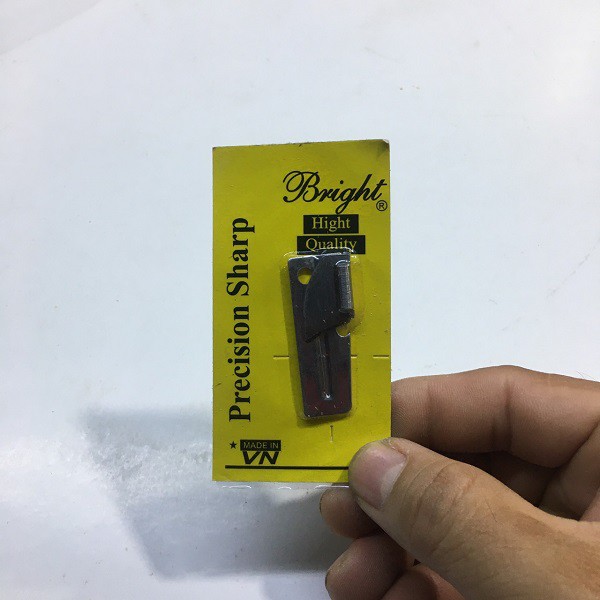 Bright®
Hight
Quality
Precision Sharp
★ MADE IN
VN